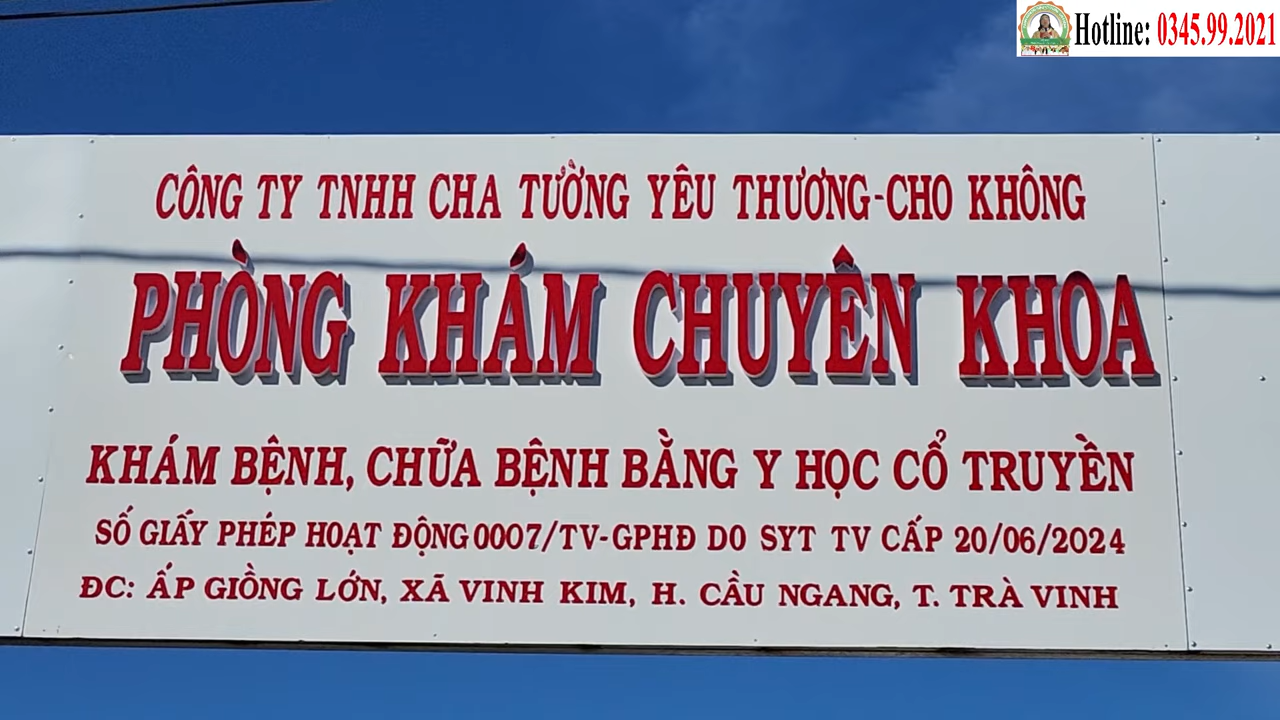 Hotline: 0345.99.2021
CÔNG TY TNHH CHA TƯỜNG YÊU THƯƠNG-CHO KHÔNG
PHÒNG KHÁM CHUYÊN KHOA
KHÁM BỆNH, CHỮA BỆNH BẰNG Y HỌC CỔ TRUYỀN
SỐ GIẤY PHÉP HOẠT ĐỘNG 0007/TV-GPHĐ DO SYT TV CẤP 20/06/2024
ĐC: ẤP GIỒNG LỚN, XÃ VINH KIM, H. CẦU NGANG, T. TRÀ VINH